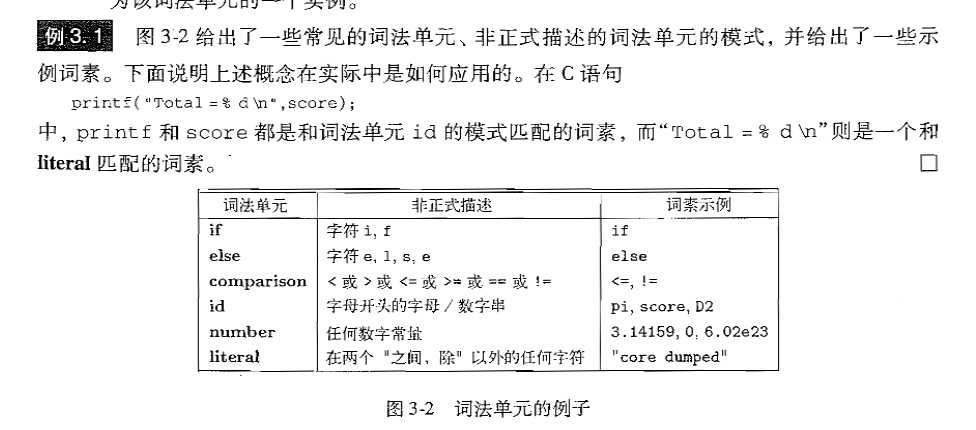 为该词法单元的一个实例。
例 3.1 图 3-2 给出了一些常见的词法单元、非正式描述的词法单元的模式，并给出了一些示
例词素。下面说明上述概念在实际中是如何应用的。在 C 语句
printf("Total = % d \n",score);
中，printf 和 score 都是和词法单元 id 的模式匹配的词素，而“Total = % d \n”则是一个和
literal 匹配的词素。 □
词法单元 非正式描述 词素示例
if 字符 i, f if
else 字符 e, l, s, e else
comparison < 或 > 或 <= 或 >= 或 == 或 != <=, !=
id 字母开头的字母 / 数字串 pi, score, D2
number 任何数字常量 3.14159, 0, 6.02e23
literal 在两个 "之间，除" 以外的任何字符 "core dumped"
图 3-2 词法单元的例子